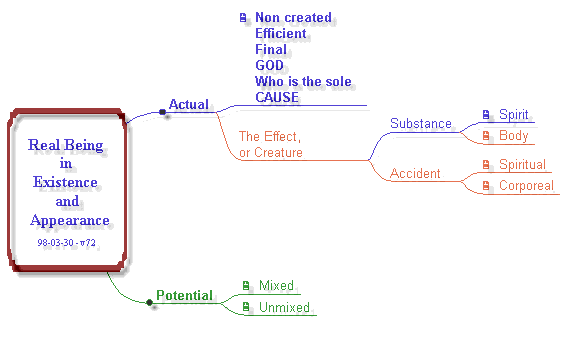 Real Being
in
Existence
and
Appearance
98-03-30 - v72
Actual
Non created
Efficient
Final
GOD
Who is the sole
CAUSE
The Effect,
or Creature
Substance
Spirit
Body
Accident
Spiritual
Corporeal
Potential
Mixed
Unmixed